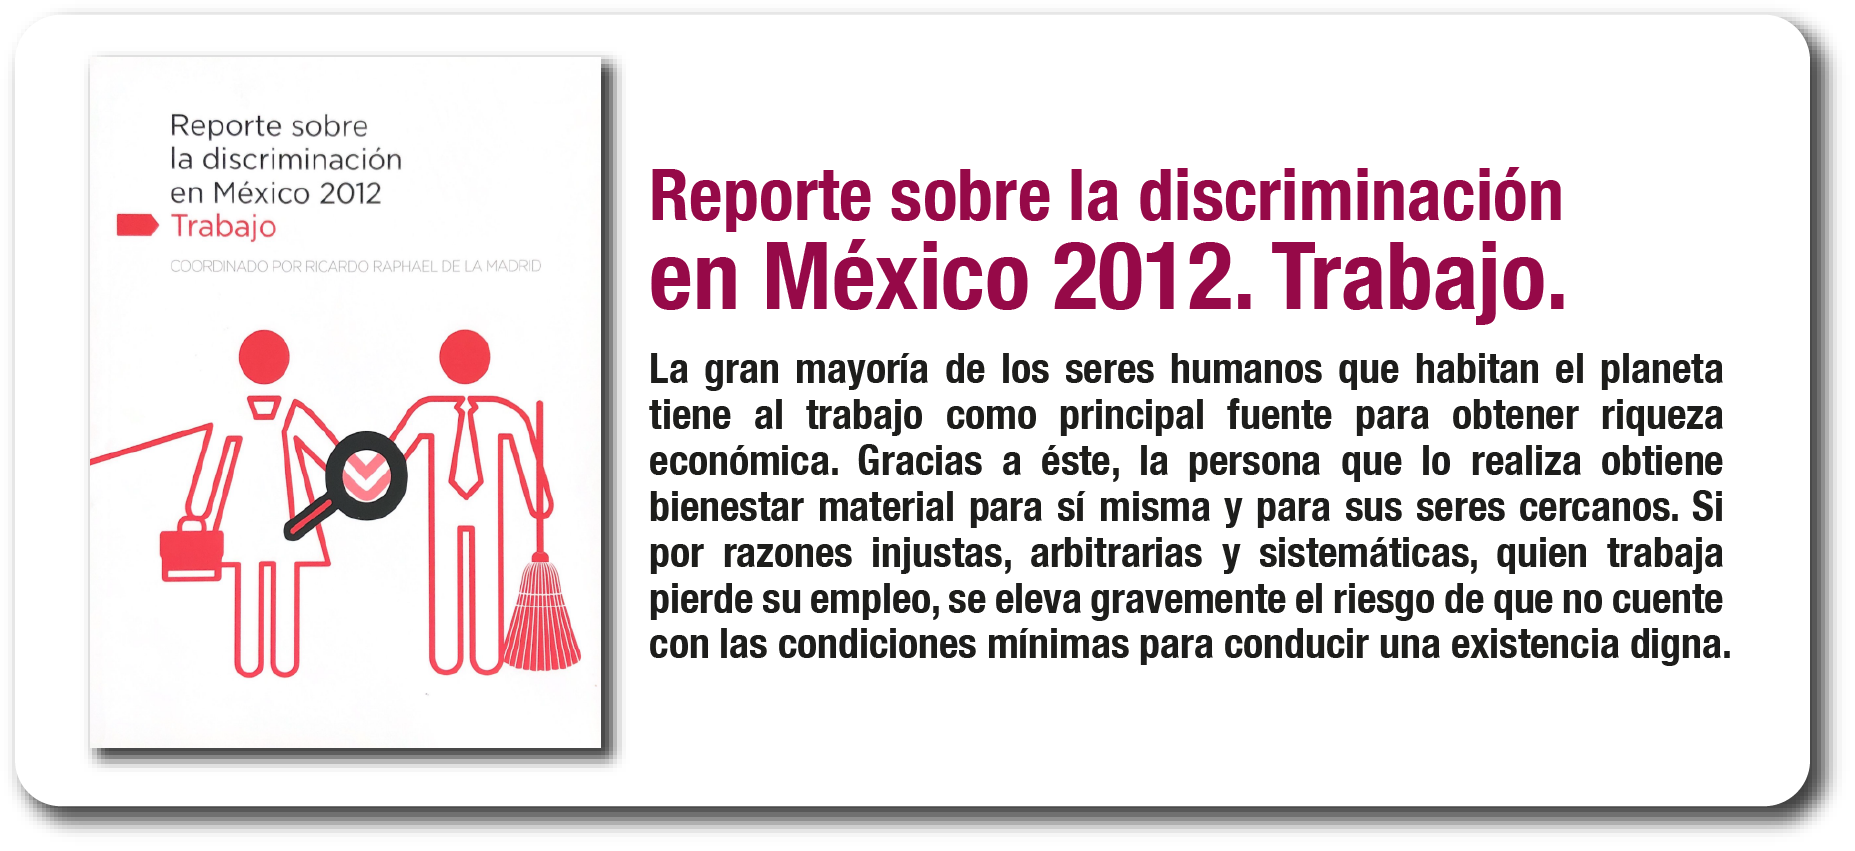 Reporte sobre
la discriminación
en México 2012
Trabajo
COORDINADO POR RICARDO RAPHAEL DE LA MADRID
Reporte sobre la discriminación
en México 2012. Trabajo.
La gran mayoría de los seres humanos que habitan el planeta
tiene al trabajo como principal fuente para obtener riqueza
económica. Gracias a éste, la persona que lo realiza obtiene
bienestar material para sí misma y para sus seres cercanos. Si
por razones injustas, arbitrarias y sistemáticas, quien trabaja
pierde su empleo, se eleva gravemente el riesgo de que no cuente
con las condiciones mínimas para conducir una existencia digna.